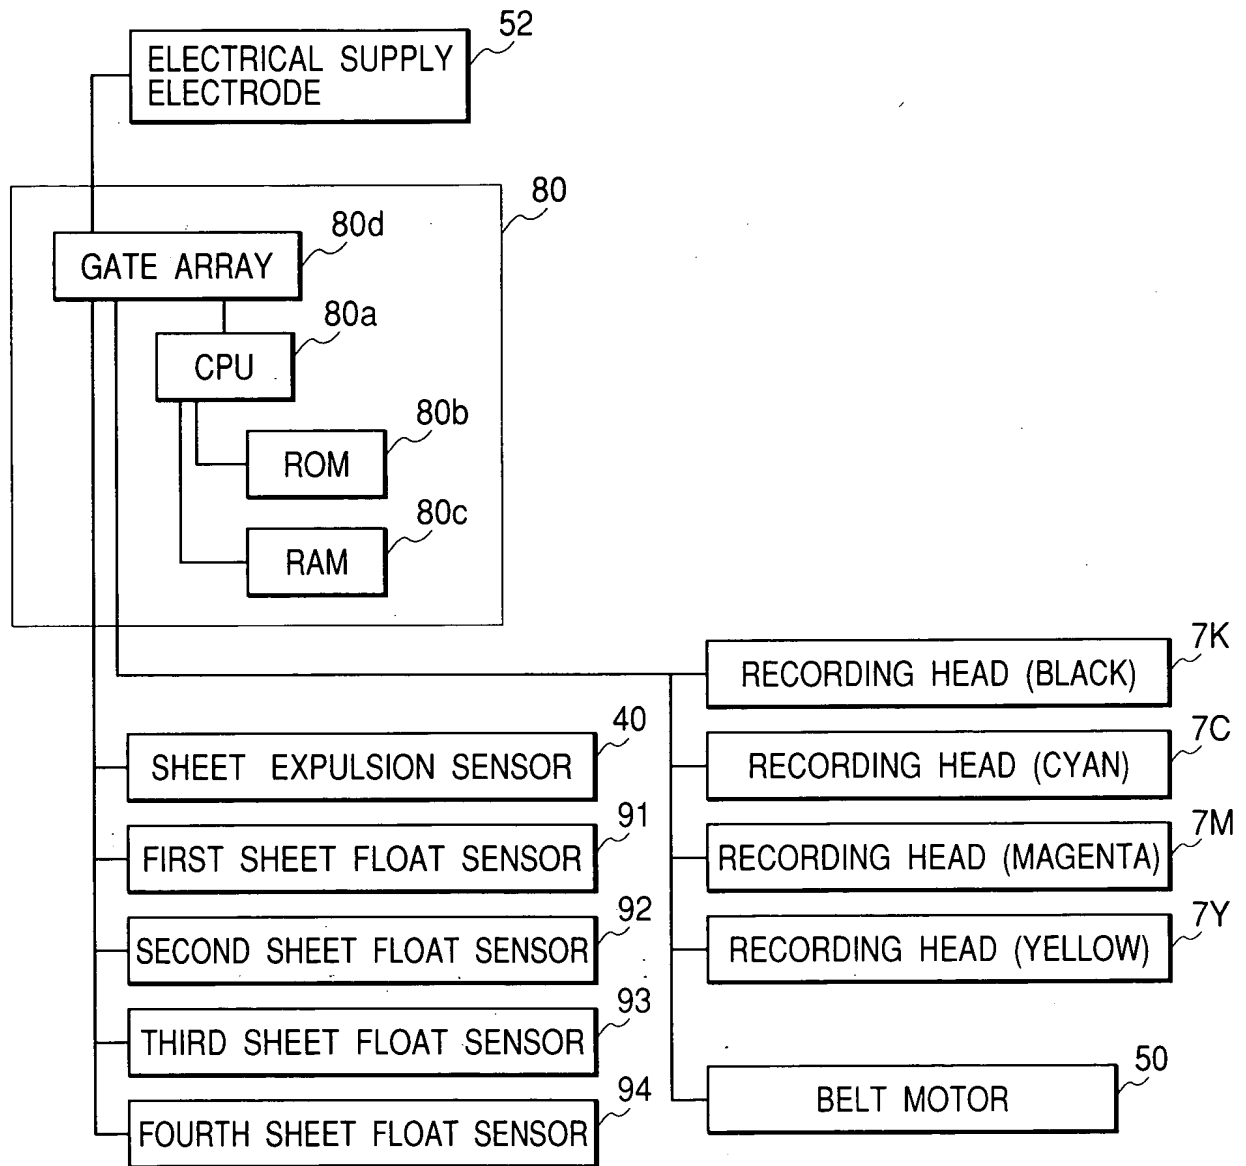 52
ELECTRICAL SUPPLY
ELECTRODE
80
80d
GATE ARRAY
80a
CPU
80b
ROM
80c
RAM
7K
RECORDING HEAD (BLACK)
40
SHEET EXPULSION SENSOR
7C
RECORDING HEAD (CYAN)
91
FIRST SHEET FLOAT SENSOR
7M
RECORDING HEAD (MAGENTA)
92
SECOND SHEET FLOAT SENSOR
7Y
RECORDING HEAD (YELLOW)
93
THIRD SHEET FLOAT SENSOR
50
BELT MOTOR
94
FOURTH SHEET FLOAT SENSOR